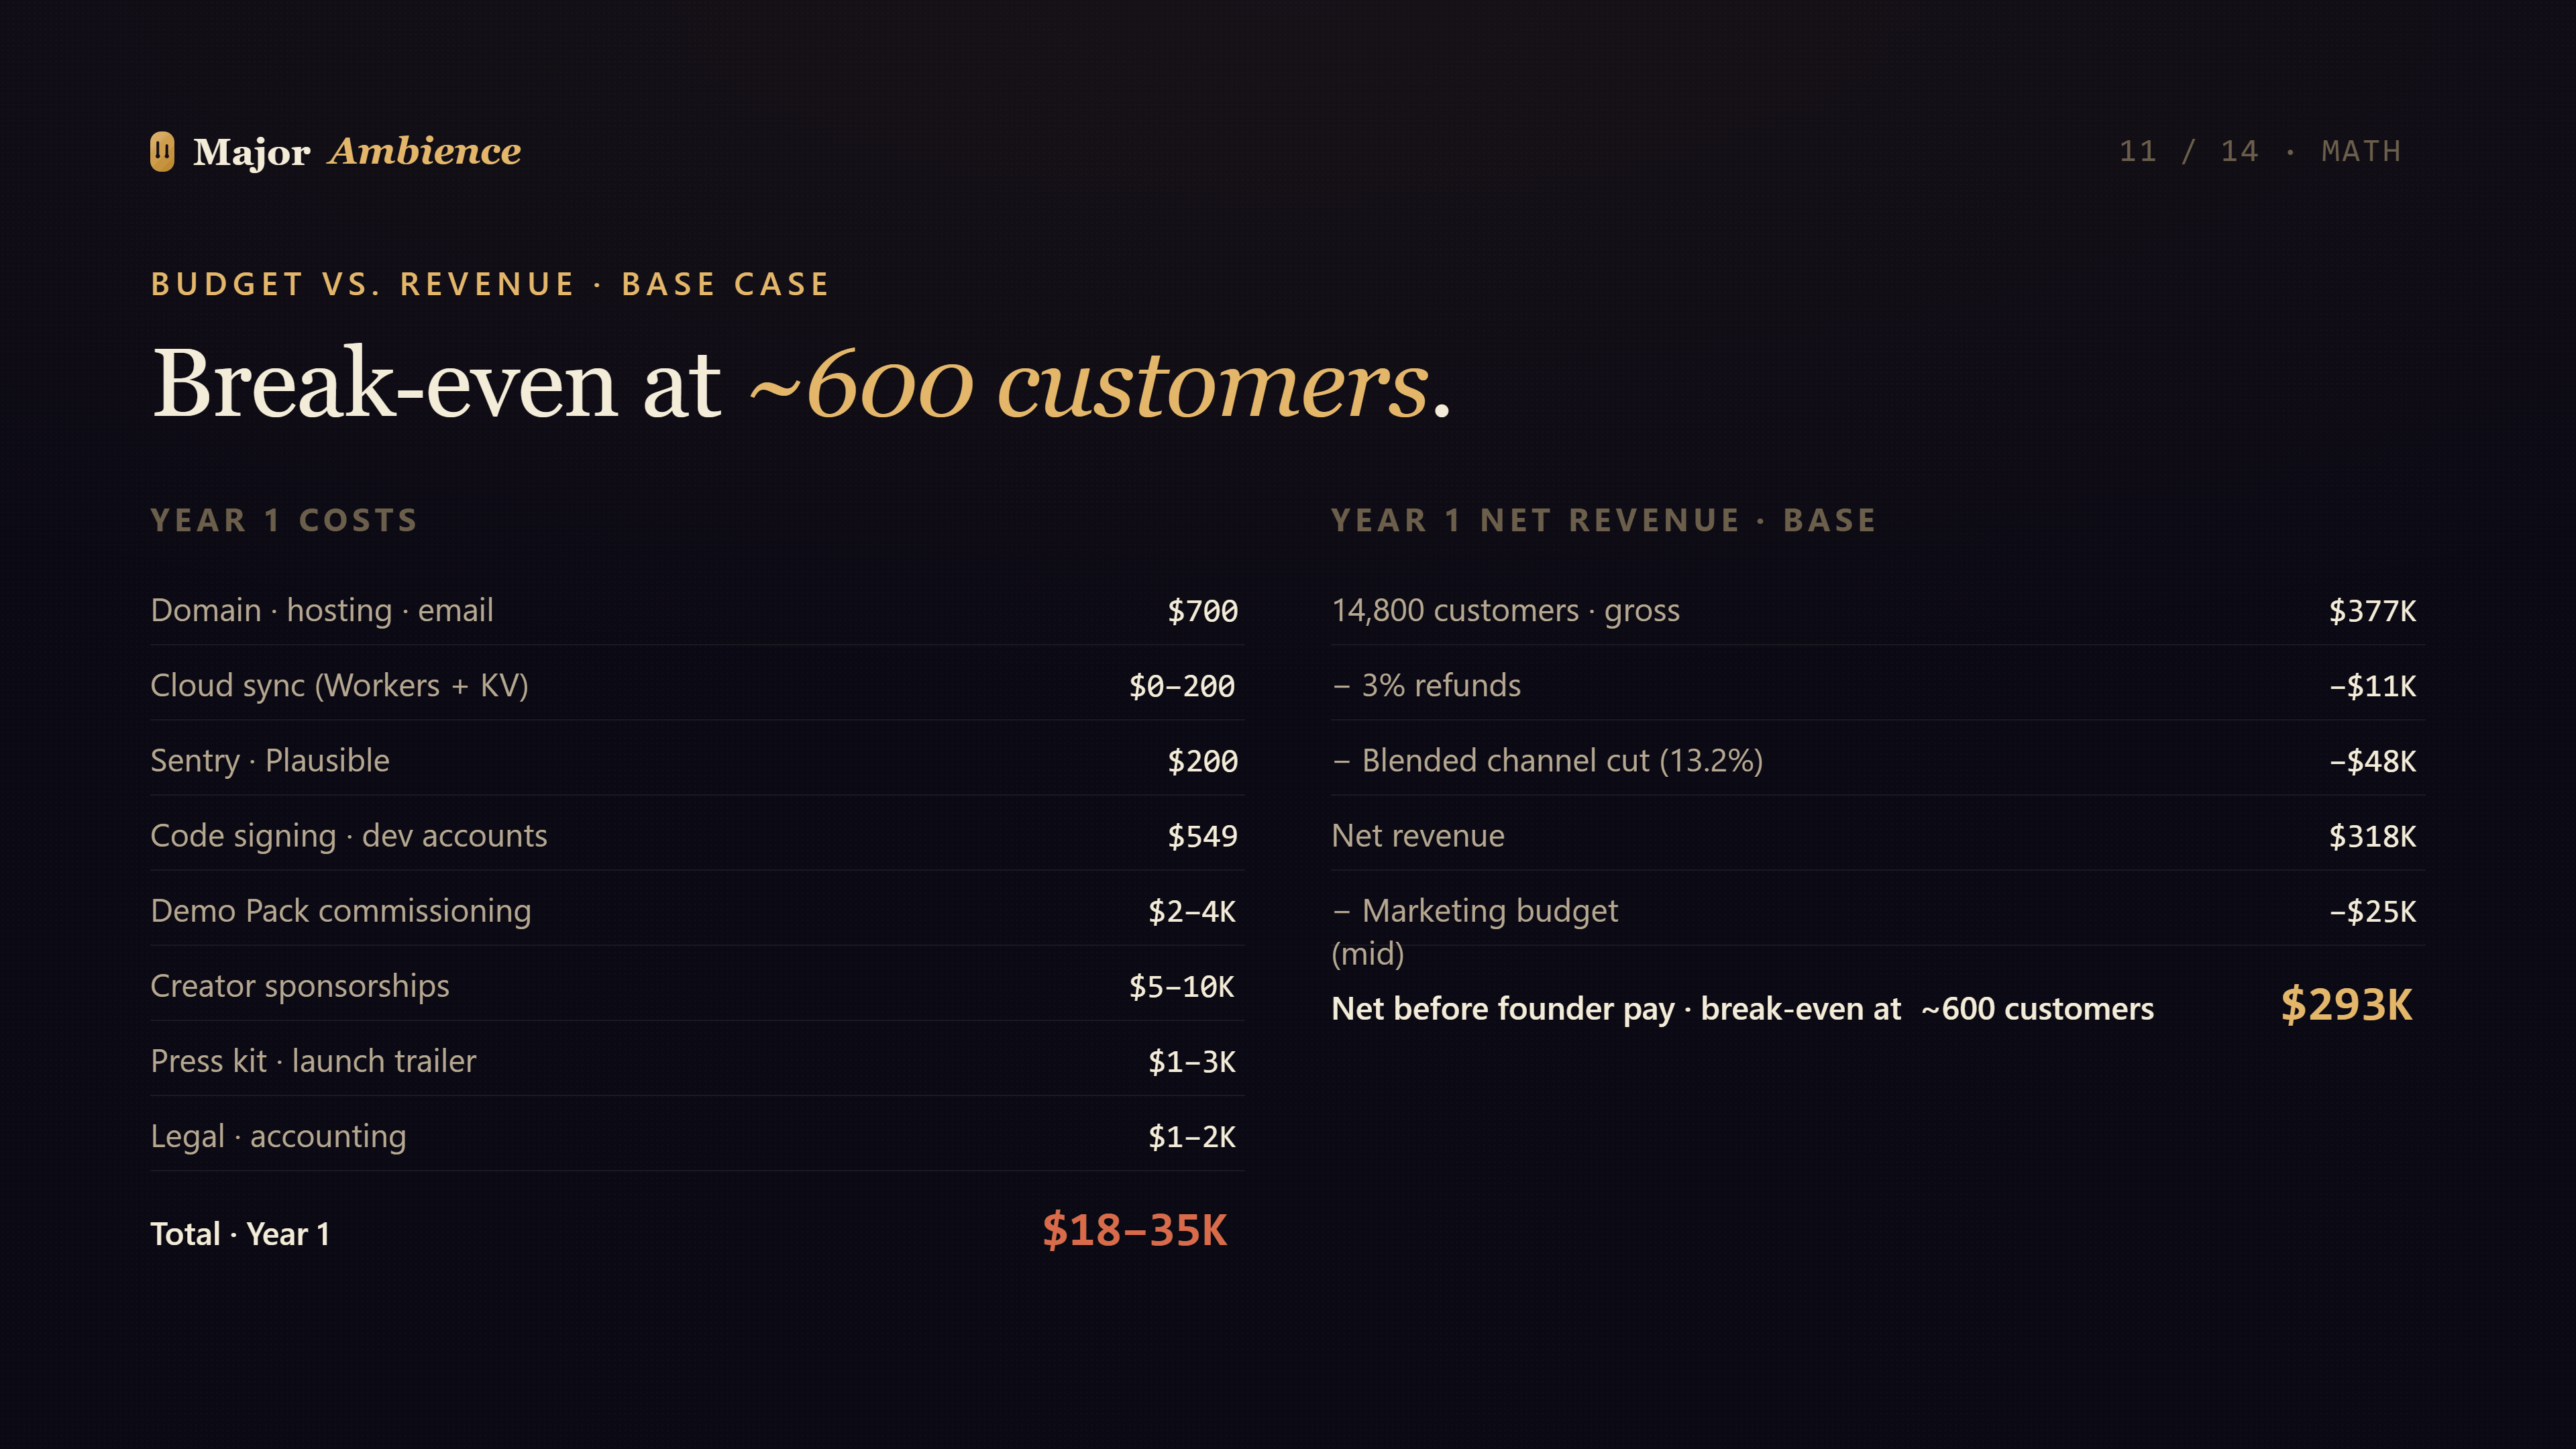 Major Ambience
11 / 14 · MATH
BUDGET VS. REVENUE · BASE CASE
Break-even at ~600 customers.
YEAR 1 COSTS
Domain · hosting · email $700
Cloud sync (Workers + KV) $0–200
Sentry · Plausible $200
Code signing · dev accounts $549
Demo Pack commissioning $2–4K
Creator sponsorships $5–10K
Press kit · launch trailer $1–3K
Legal · accounting $1–2K
Total · Year 1 $18–35K
YEAR 1 NET REVENUE · BASE
14,800 customers · gross $377K
− 3% refunds −$11K
− Blended channel cut (13.2%) −$48K
Net revenue $318K
− Marketing budget −$25K
(mid)
Net before founder pay · break-even at ~600 customers $293K